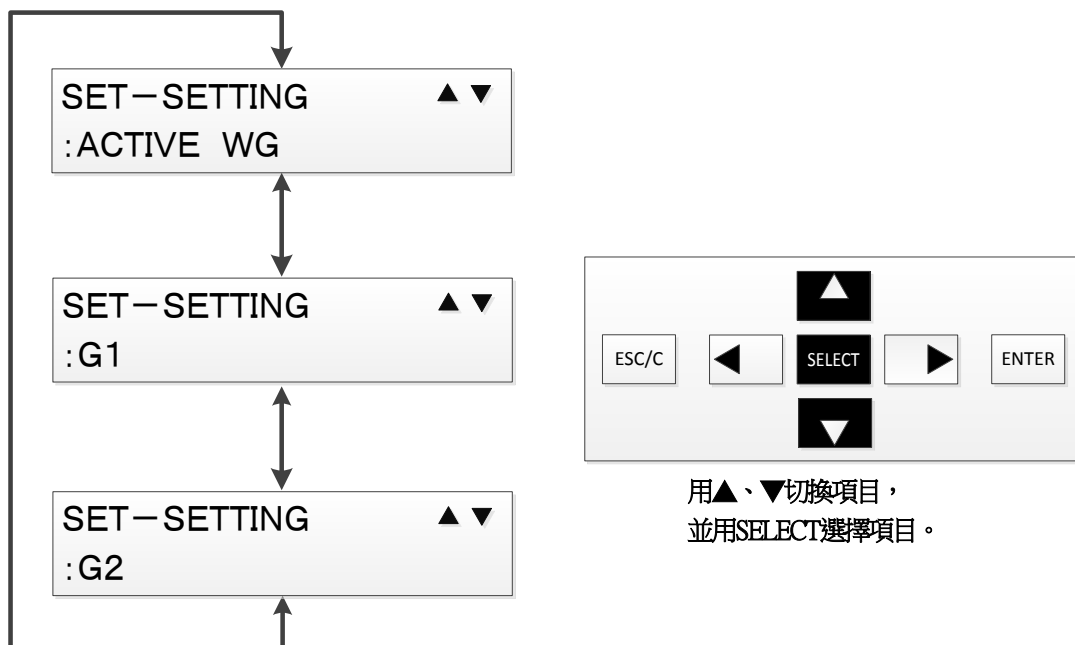 SET－SETTING ▲ ▼
:ACTIVE WG
SET－SETTING ▲ ▼
:G1
SET－SETTING ▲ ▼
:G2
ESC/C ◀ SELECT ▶ ENTER
用▲、▼切換項目，
並用SELECT選擇項目。